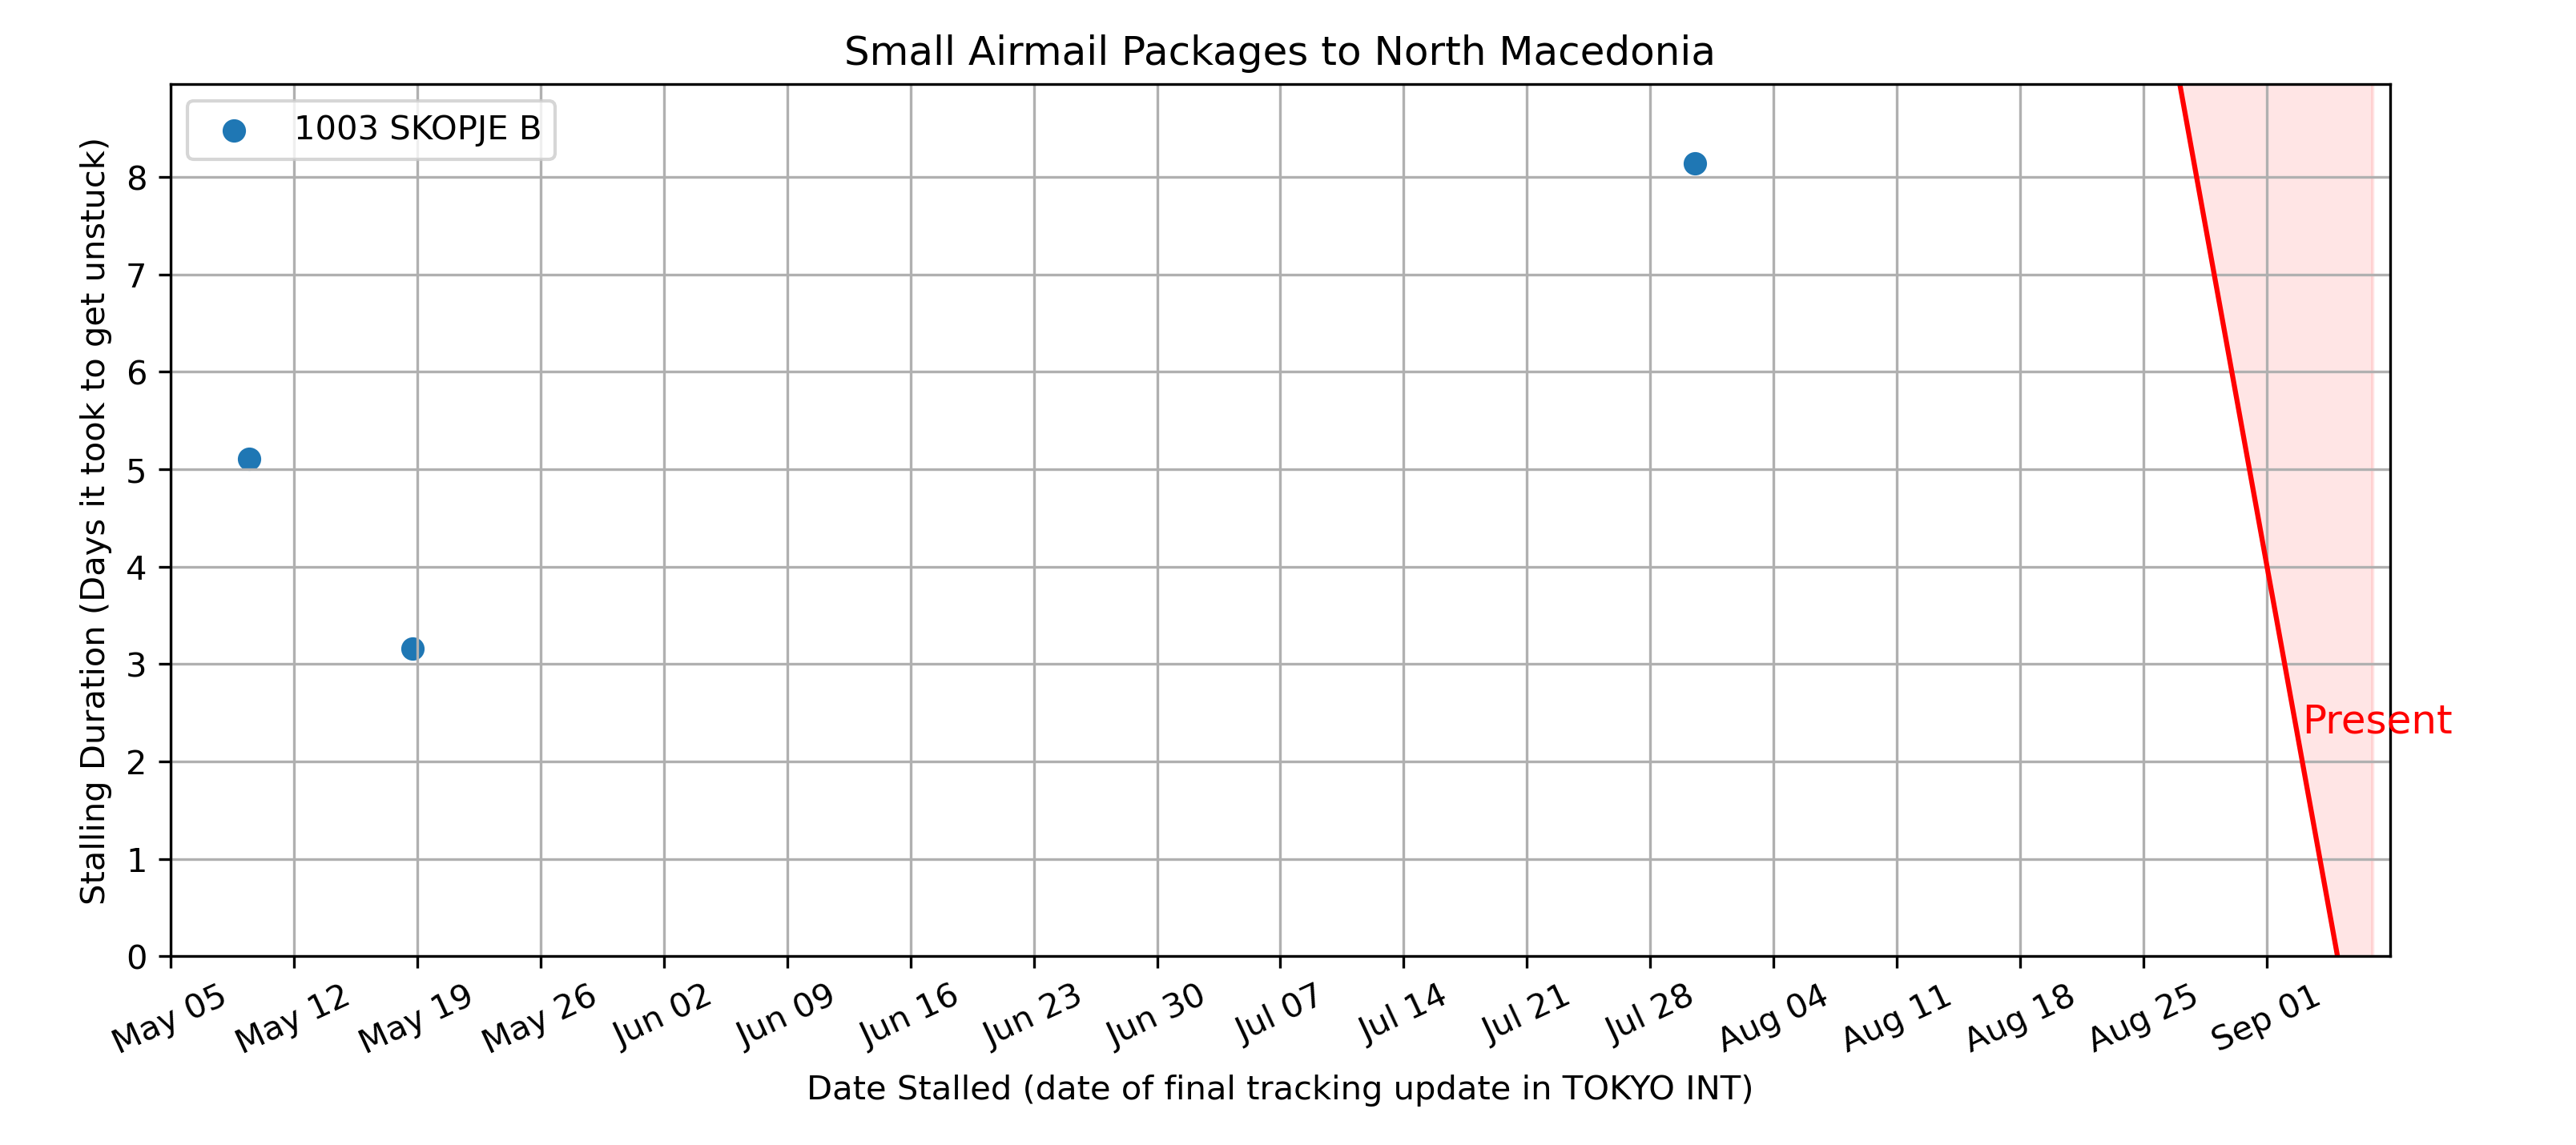 Small Airmail Packages to North Macedonia
1003 SKOPJE B
Stalling Duration (Days it took to get unstuck)
8
7
6
5
4
3
2
1
0
Present
May 05
May 12
May 19
May 26
Jun 02
Jun 09
Jun 16
Jun 23
Jun 30
Jul 07
Jul 14
Jul 21
Jul 28
Aug 04
Aug 11
Aug 18
Aug 25
Sep 01
Date Stalled (date of final tracking update in TOKYO INT)